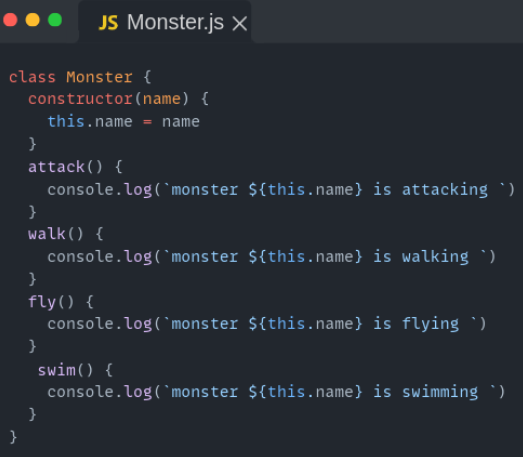 JS Monster.js ×
class Monster {
  constructor(name) {
    this.name = name
  }
  attack() {
    console.log(`monster ${this.name} is attacking `)
  }
  walk() {
    console.log(`monster ${this.name} is walking `)
  }
  fly() {
    console.log(`monster ${this.name} is flying `)
  }
   swim() {
    console.log(`monster ${this.name} is swimming `)
  }
}